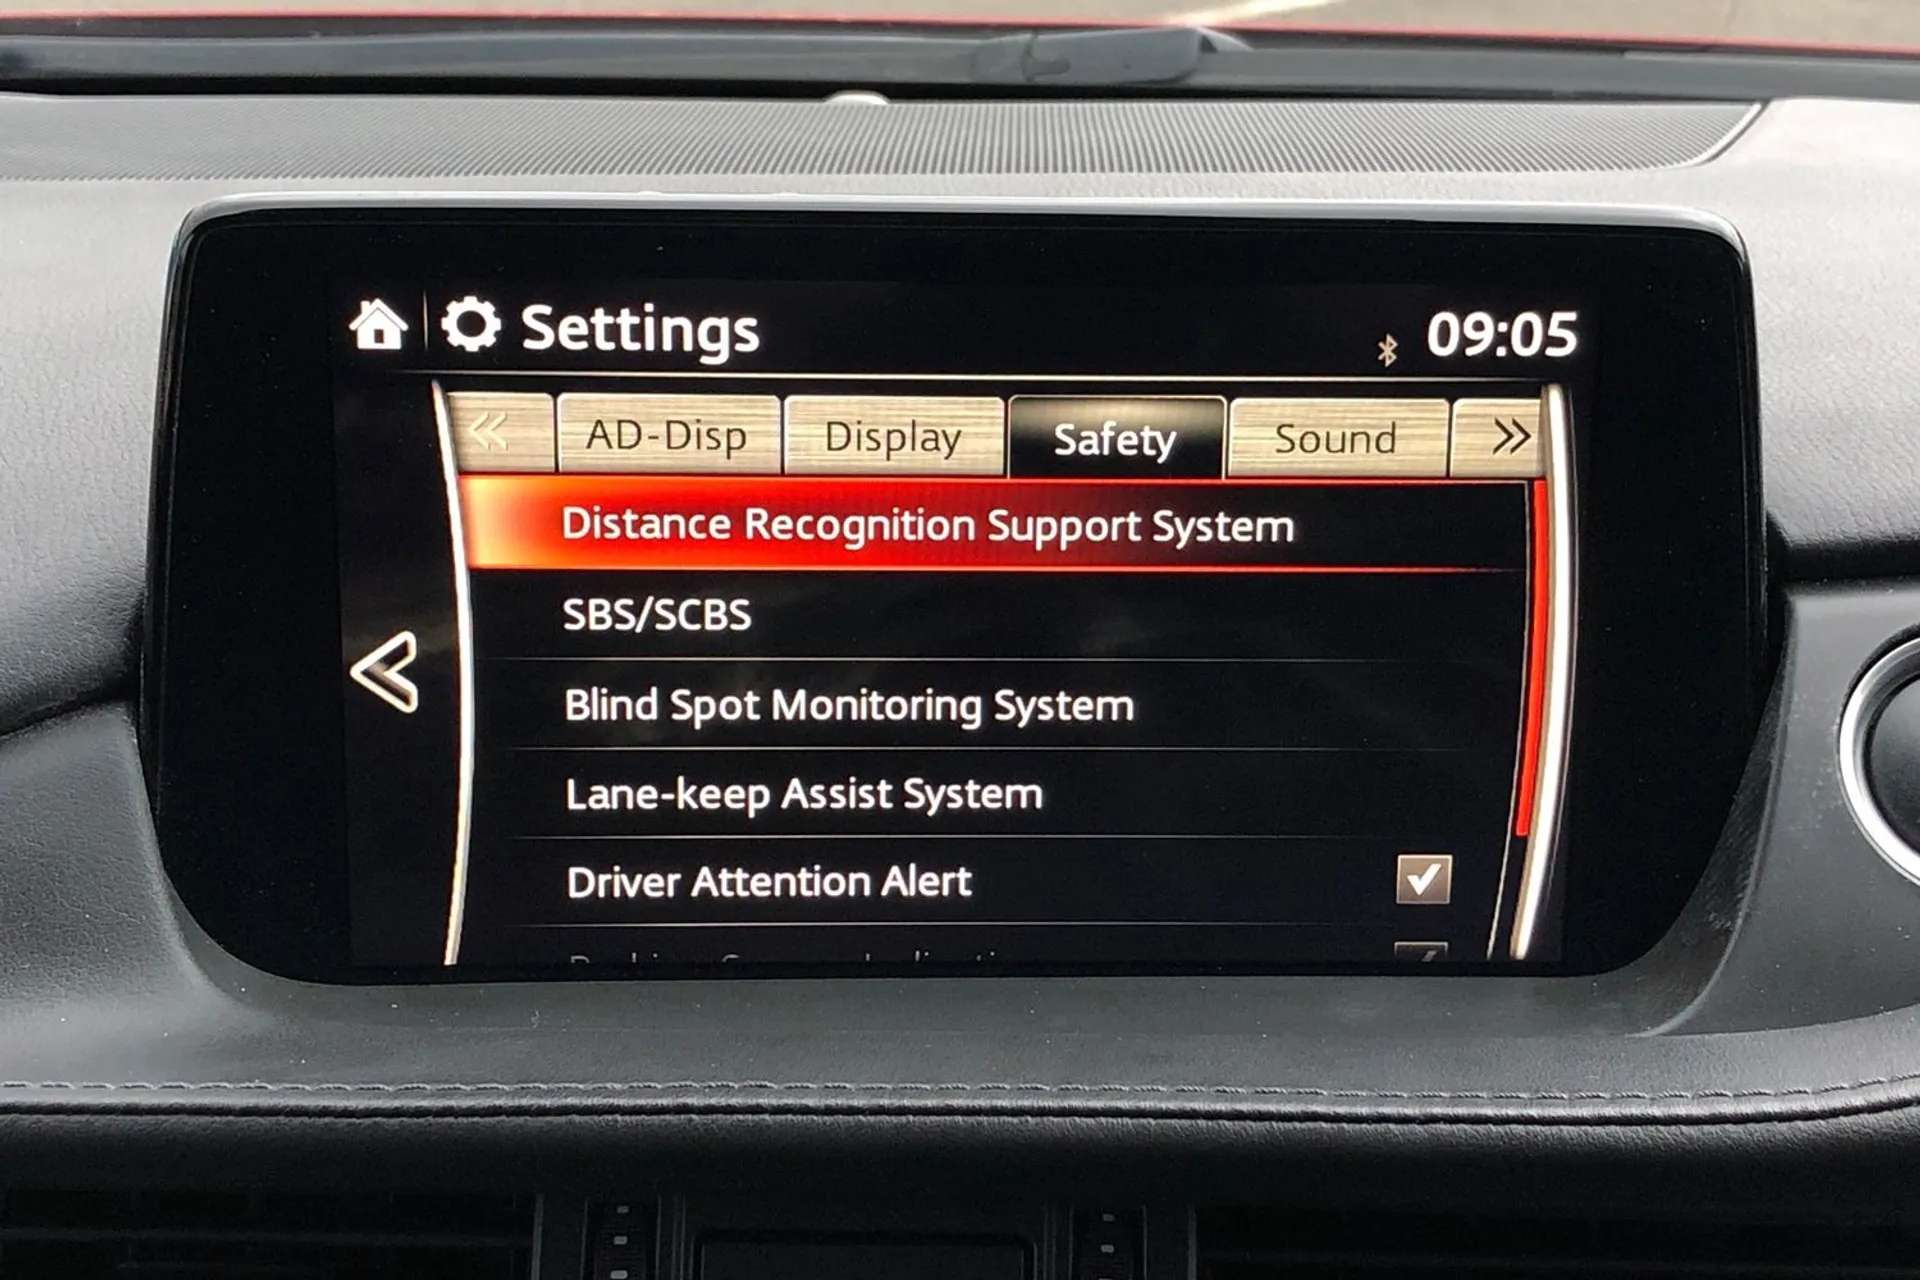 Settings
09:05
AD-Disp Display Safety Sound
Distance Recognition Support System
SBS/SCBS
Blind Spot Monitoring System
Lane-keep Assist System
Driver Attention Alert